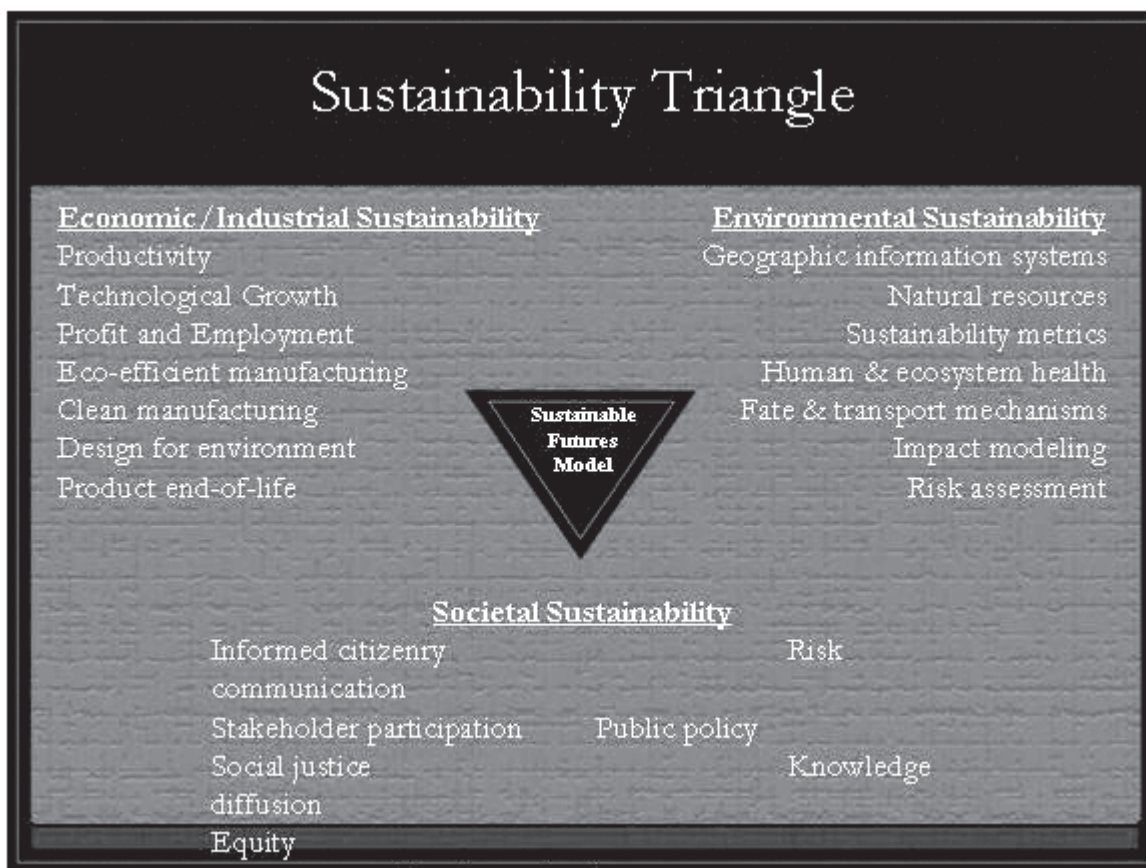 Sustainability Triangle
Economic/Industrial Sustainability
Productivity
Technological Growth
Profit and Employment
Eco-efficient manufacturing
Clean manufacturing
Design for environment
Product end-of-life
Environmental Sustainability
Geographic information systems
Natural resources
Sustainability metrics
Human & ecosystem health
Fate & transport mechanisms
Impact modeling
Risk assessment
Sustainable
Futures
Model
Societal Sustainability
Informed citizenry Risk
communication
Stakeholder participation Public policy
Social justice Knowledge
diffusion
Equity